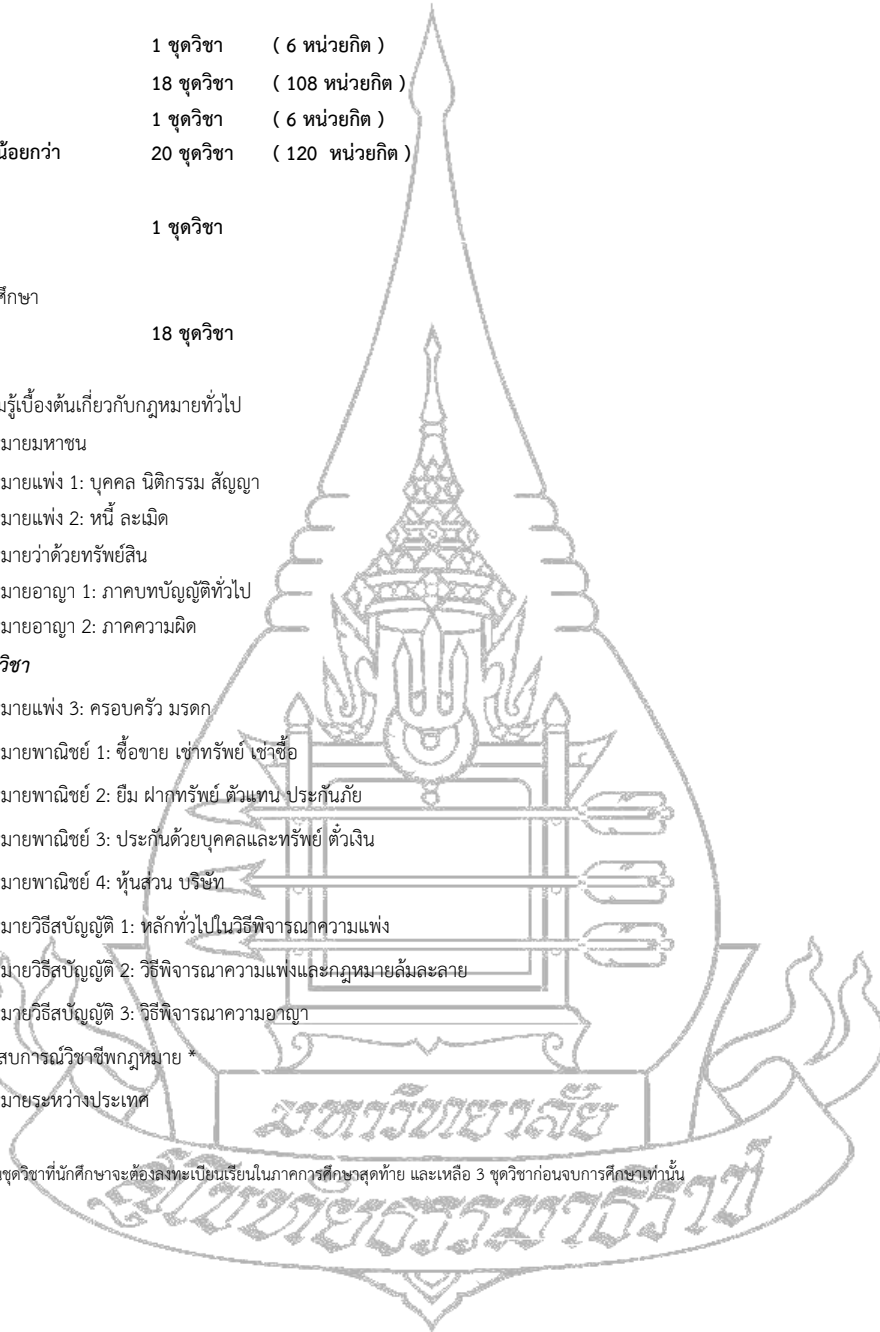 1 ชุดวิชา ( 6 หน่วยกิต )
18 ชุดวิชา ( 108 หน่วยกิต )
1 ชุดวิชา ( 6 หน่วยกิต )
น้อยกว่า 20 ชุดวิชา ( 120 หน่วยกิต )
1 ชุดวิชา
ศึกษา
18 ชุดวิชา
มรู้เบื้องต้นเกี่ยวกับกฎหมายทั่วไป
มายมหาชน
มายแพ่ง 1: บุคคล นิติกรรม สัญญา
มายแพ่ง 2: หนี้ ละเมิด
มายว่าด้วยทรัพย์สิน
มายอาญา 1: ภาคบทบัญญัติทั่วไป
มายอาญา 2: ภาคความผิด
วิชา
มายแพ่ง 3: ครอบครัว มรดก
มายพาณิชย์ 1: ซื้อขาย เช่าทรัพย์ เช่าซื้อ
มายพาณิชย์ 2: ยืม ฝากทรัพย์ ตัวแทน ประกันภัย
มายพาณิชย์ 3: ประกันด้วยบุคคลและทรัพย์ ตั๋วเงิน
มายพาณิชย์ 4: หุ้นส่วน บริษัท
มายวิธีสบัญญัติ 1: หลักทั่วไปในวิธีพิจารณาความแพ่ง
มายวิธีสบัญญัติ 2: วิธีพิจารณาความแพ่งและกฎหมายล้มละลาย
มายวิธีสบัญญัติ 3: วิธีพิจารณาความอาญา
สบการณ์วิชาชีพกฎหมาย *
มายระหว่างประเทศ
มหาวิทยาลัย
นชุดวิชาที่นักศึกษาจะต้องลงทะเบียนเรียนในภาคการศึกษาสุดท้าย และเหลือ 3 ชุดวิชาก่อนจบการศึกษาเท่านั้น
สุโขทัยธรรมาธิราช